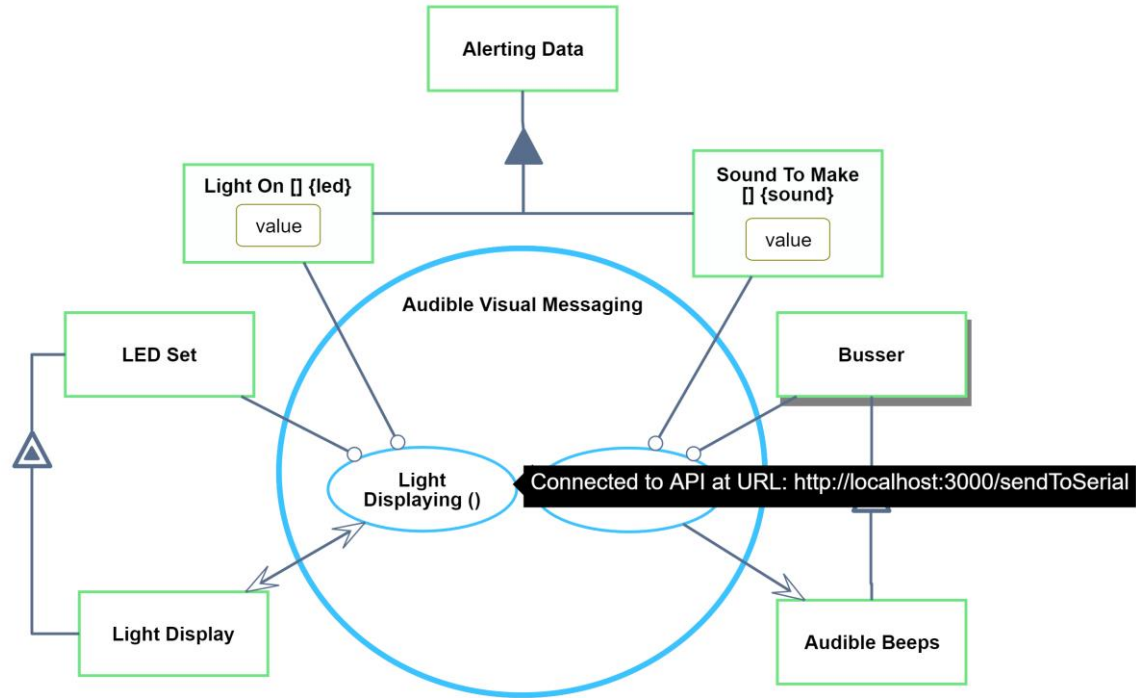 Alerting Data
Light On [] {led}
value
Sound To Make
[] {sound}
value
Audible Visual Messaging
LED Set
Busser
Light
Displaying ()
Connected to API at URL: http://localhost:3000/sendToSerial
Light Display
Audible Beeps